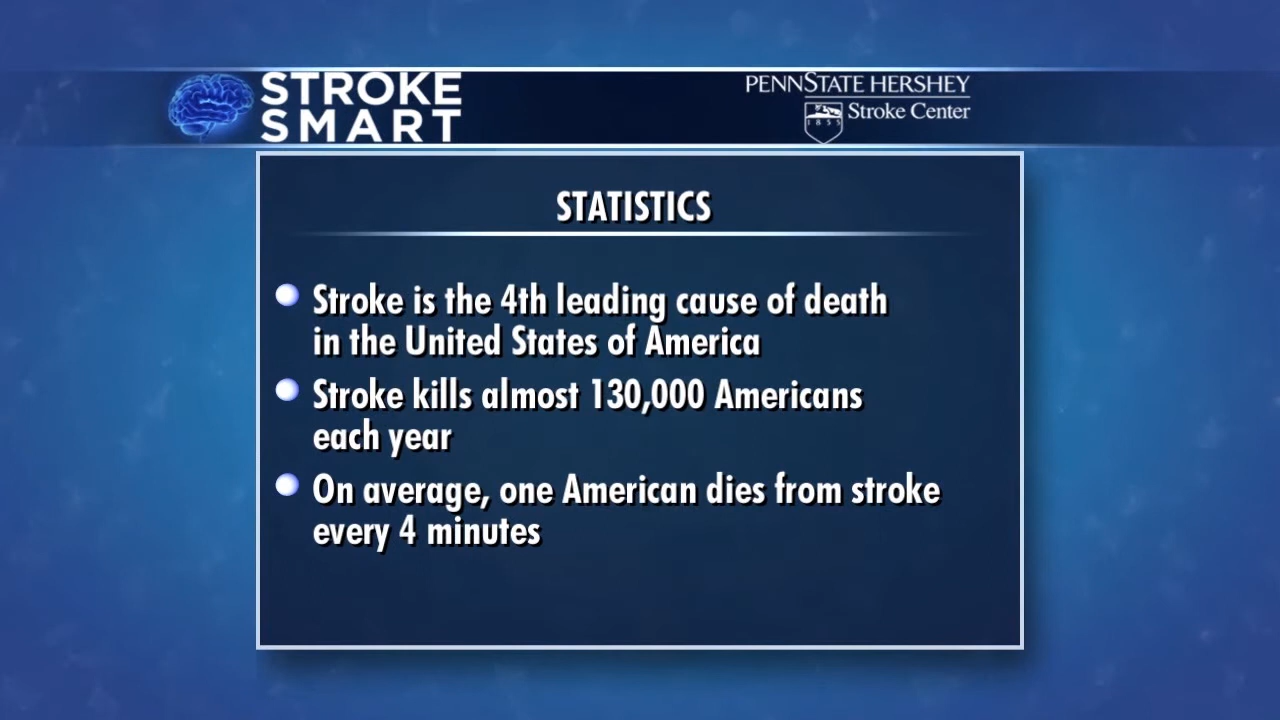 STROKE
SMART
PENNSTATE HERSHEY
1855
Stroke Center
STATISTICS
Stroke is the 4th leading cause of death
in the United States of America
Stroke kills almost 130,000 Americans
each year
On average, one American dies from stroke
every 4 minutes